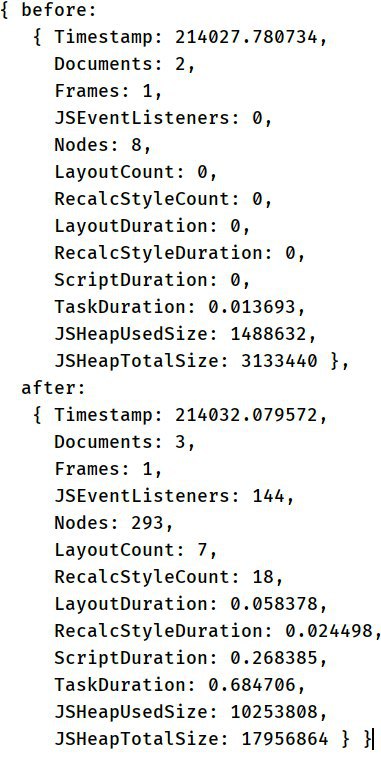 { before:
{ Timestamp: 214027.780734,
Documents: 2,
Frames: 1,
JSEventListeners: 0,
Nodes: 8,
LayoutCount: 0,
RecalcStyleCount: 0,
LayoutDuration: 0,
RecalcStyleDuration: 0,
ScriptDuration: 0,
TaskDuration: 0.013693,
JSHeapUsedSize: 1488632,
JSHeapTotalSize: 3133440 },
after:
{ Timestamp: 214032.079572,
Documents: 3,
Frames: 1,
JSEventListeners: 144,
Nodes: 293,
LayoutCount: 7,
RecalcStyleCount: 18,
LayoutDuration: 0.058378,
RecalcStyleDuration: 0.024498,
ScriptDuration: 0.268385,
TaskDuration: 0.684706,
JSHeapUsedSize: 10253808,
JSHeapTotalSize: 17956864 } }